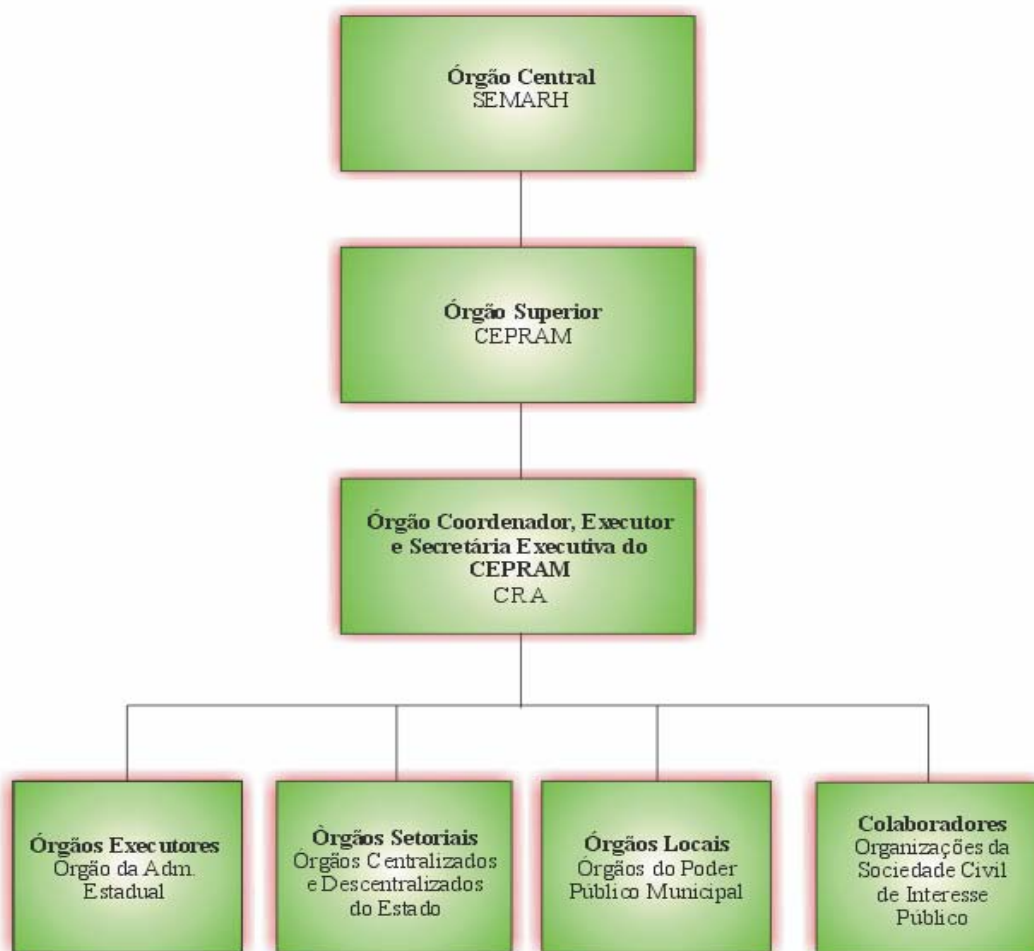 Órgão Central
SEMARH
Órgão Superior
CEPRAM
Órgão Coordenador, Executor
e Secretária Executiva do
CEPRAM
CRA
Órgãos Executores
Órgão da Adm.
Estadual
Òrgãos Setoriais
Órgãos Centralizados
e Descentralizados
do Estado
Órgãos Locais
Órgãos do Poder
Público Municipal
Colaboradores
Organizações da
Sociedade Civil
de Interesse
Público